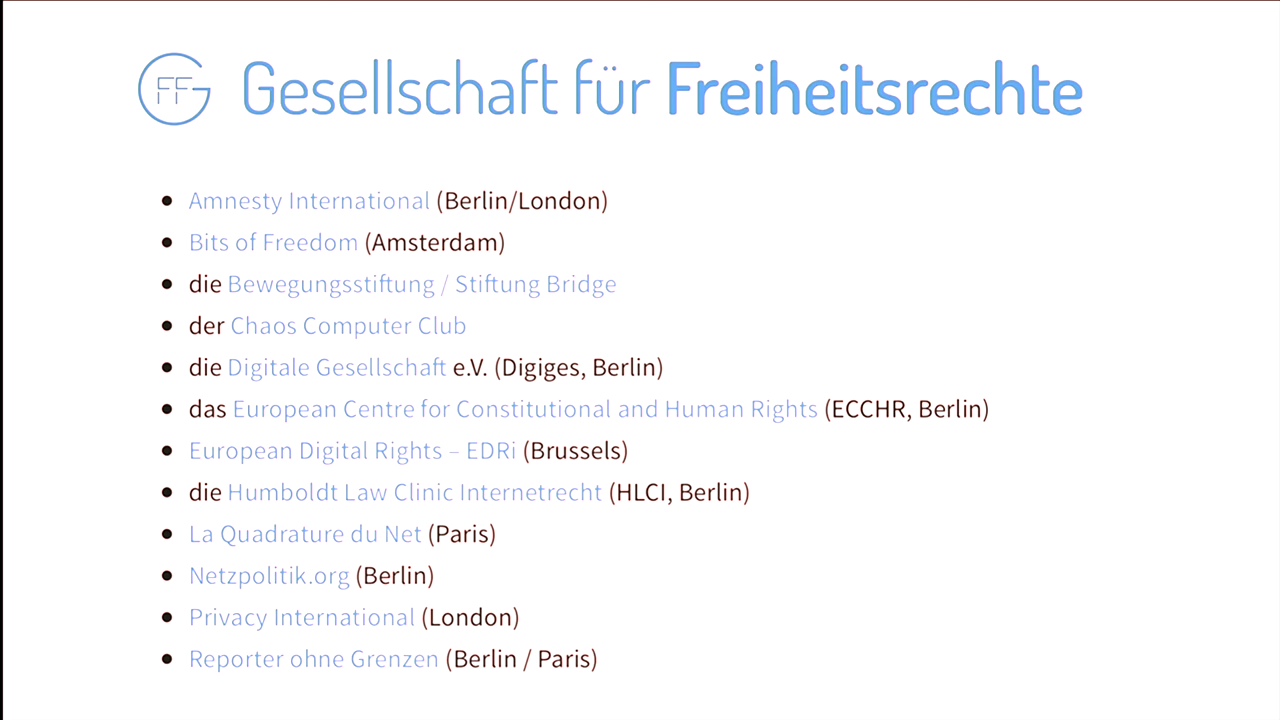 GFF Gesellschaft für Freiheitsrechte
• Amnesty International (Berlin/London)
• Bits of Freedom (Amsterdam)
• die Bewegungsstiftung / Stiftung Bridge
• der Chaos Computer Club
• die Digitale Gesellschaft e.V. (Digiges, Berlin)
• das European Centre for Constitutional and Human Rights (ECCHR, Berlin)
• European Digital Rights – EDRi (Brussels)
• die Humboldt Law Clinic Internetrecht (HLCI, Berlin)
• La Quadrature du Net (Paris)
• Netzpolitik.org (Berlin)
• Privacy International (London)
• Reporter ohne Grenzen (Berlin / Paris)